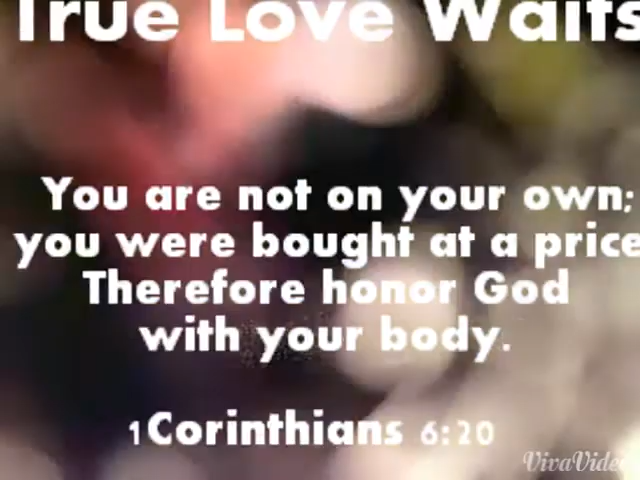 True Love Waits
You are not on your own;
you were bought at a price
Therefore honor God
with your body.
1Corinthians 6:20
VivaVideo